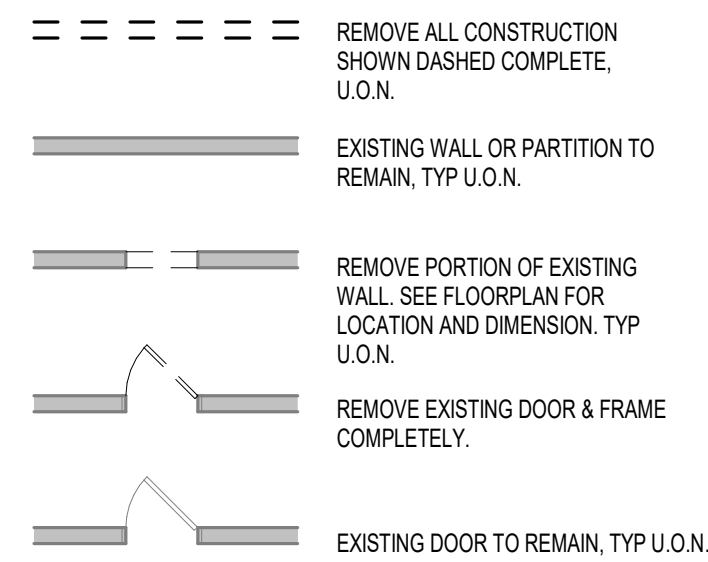 REMOVE ALL CONSTRUCTION
SHOWN DASHED COMPLETE,
U.O.N.
EXISTING WALL OR PARTITION TO
REMAIN, TYP U.O.N.
REMOVE PORTION OF EXISTING
WALL. SEE FLOORPLAN FOR
LOCATION AND DIMENSION. TYP
U.O.N.
REMOVE EXISTING DOOR & FRAME
COMPLETELY.
EXISTING DOOR TO REMAIN, TYP U.O.N.